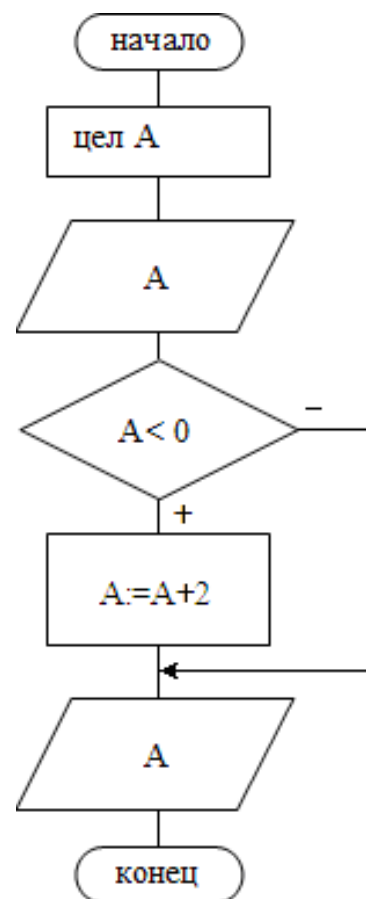 начало
цел A
A
A< 0
–
+
A:=A+2
A
конец